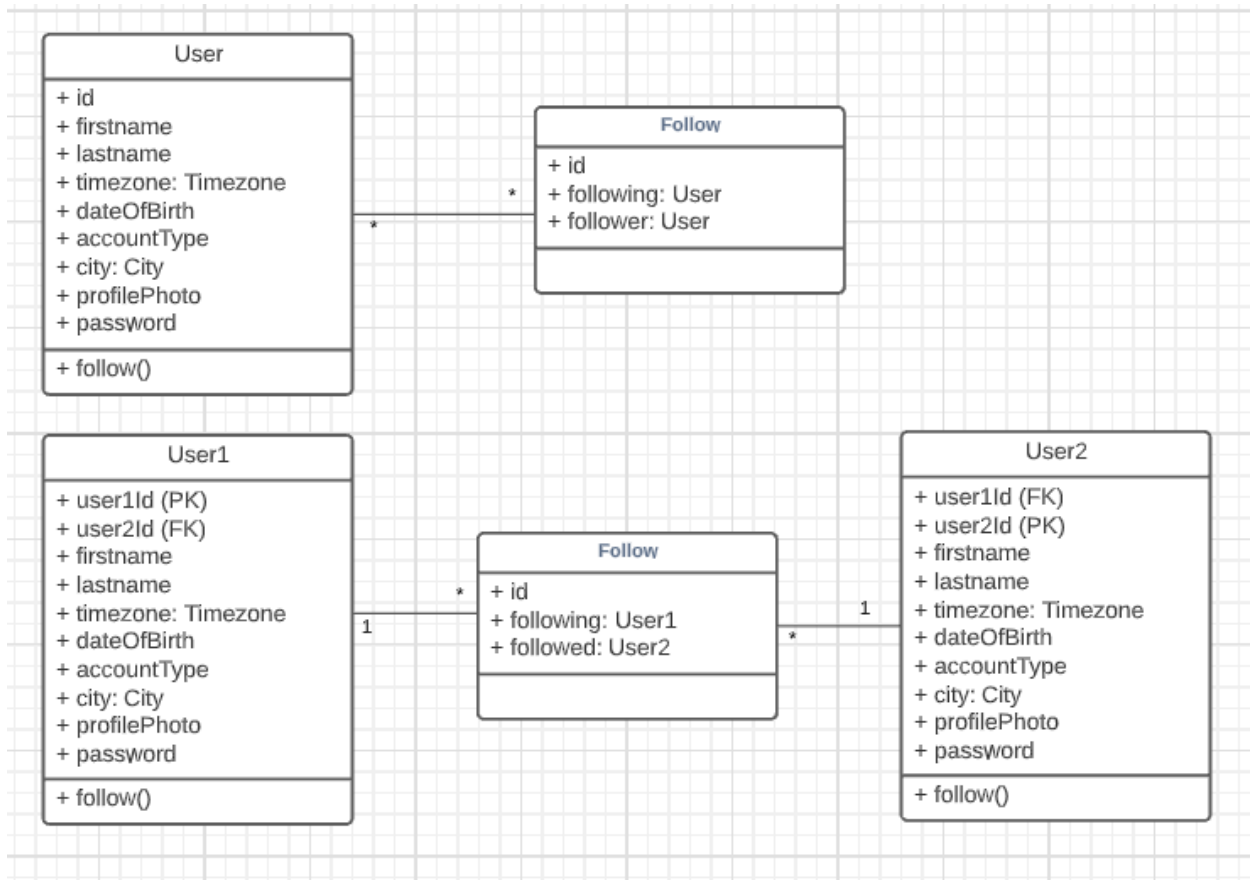 User
+ id
+ firstname
+ lastname
+ timezone: Timezone
+ dateOfBirth
+ accountType
+ city: City
+ profilePhoto
+ password
+ follow()
*
*
Follow
+ id
+ following: User
+ follower: User
User1
+ user1Id (PK)
+ user2Id (FK)
+ firstname
+ lastname
+ timezone: Timezone
+ dateOfBirth
+ accountType
+ city: City
+ profilePhoto
+ password
+ follow()
1
*
Follow
+ id
+ following: User1
+ followed: User2
*
1
User2
+ user1Id (FK)
+ user2Id (PK)
+ firstname
+ lastname
+ timezone: Timezone
+ dateOfBirth
+ accountType
+ city: City
+ profilePhoto
+ password
+ follow()